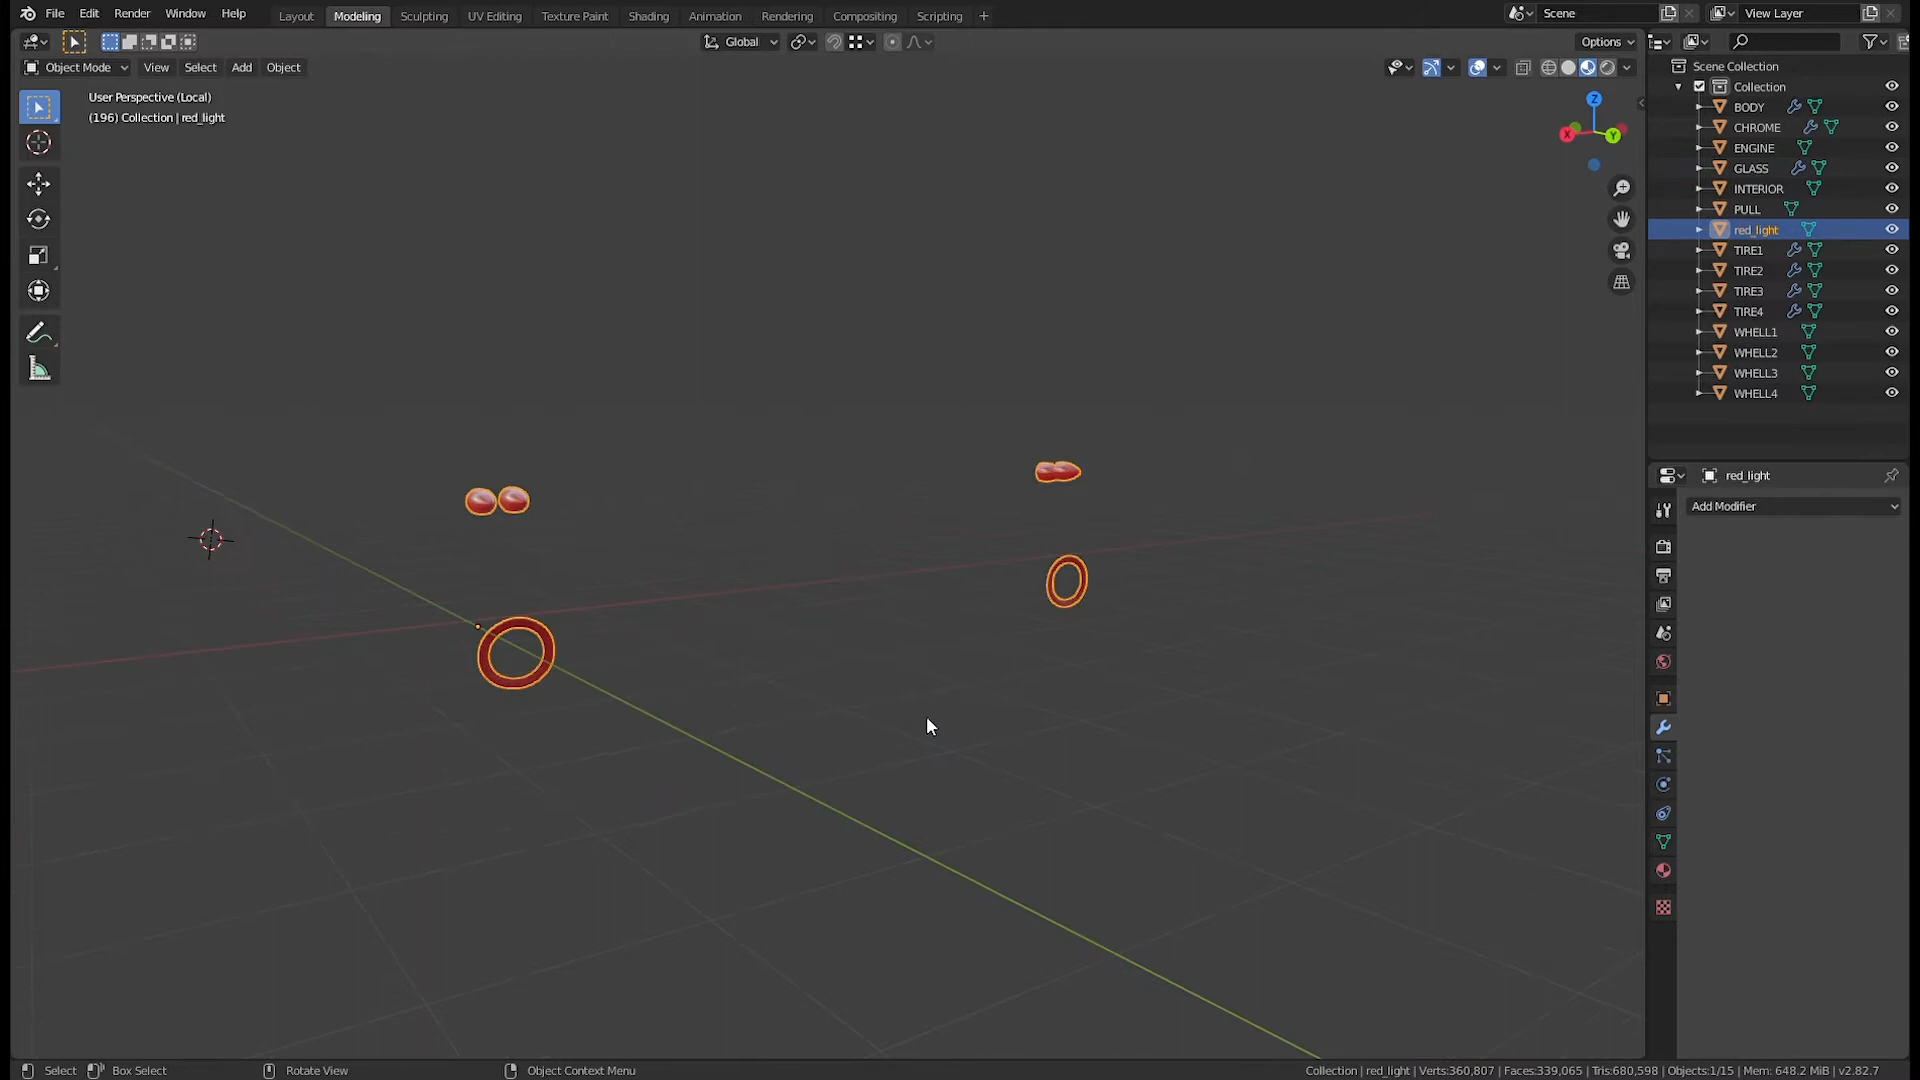 File Edit Render Window Help Layout Modeling Sculpting UV Editing Texture Paint Shading Animation Rendering Compositing Scripting + Scene View Layer
Global Options
Object Mode View Select Add Object
User Perspective (Local)
(196) Collection | red_light
Z
X
Y
Scene Collection
Collection
BODY
CHROME
ENGINE
GLASS
INTERIOR
PULL
red_light
TIRE1
TIRE2
TIRE3
TIRE4
WHELL1
WHELL2
WHELL3
WHELL4
red_light
Add Modifier
Select Box Select Rotate View Object Context Menu Collection | red_light | Verts:360,807 | Faces:339,065 | Tris:680,598 | Objects:1/15 | Mem: 648.2 MiB | v2.82.7